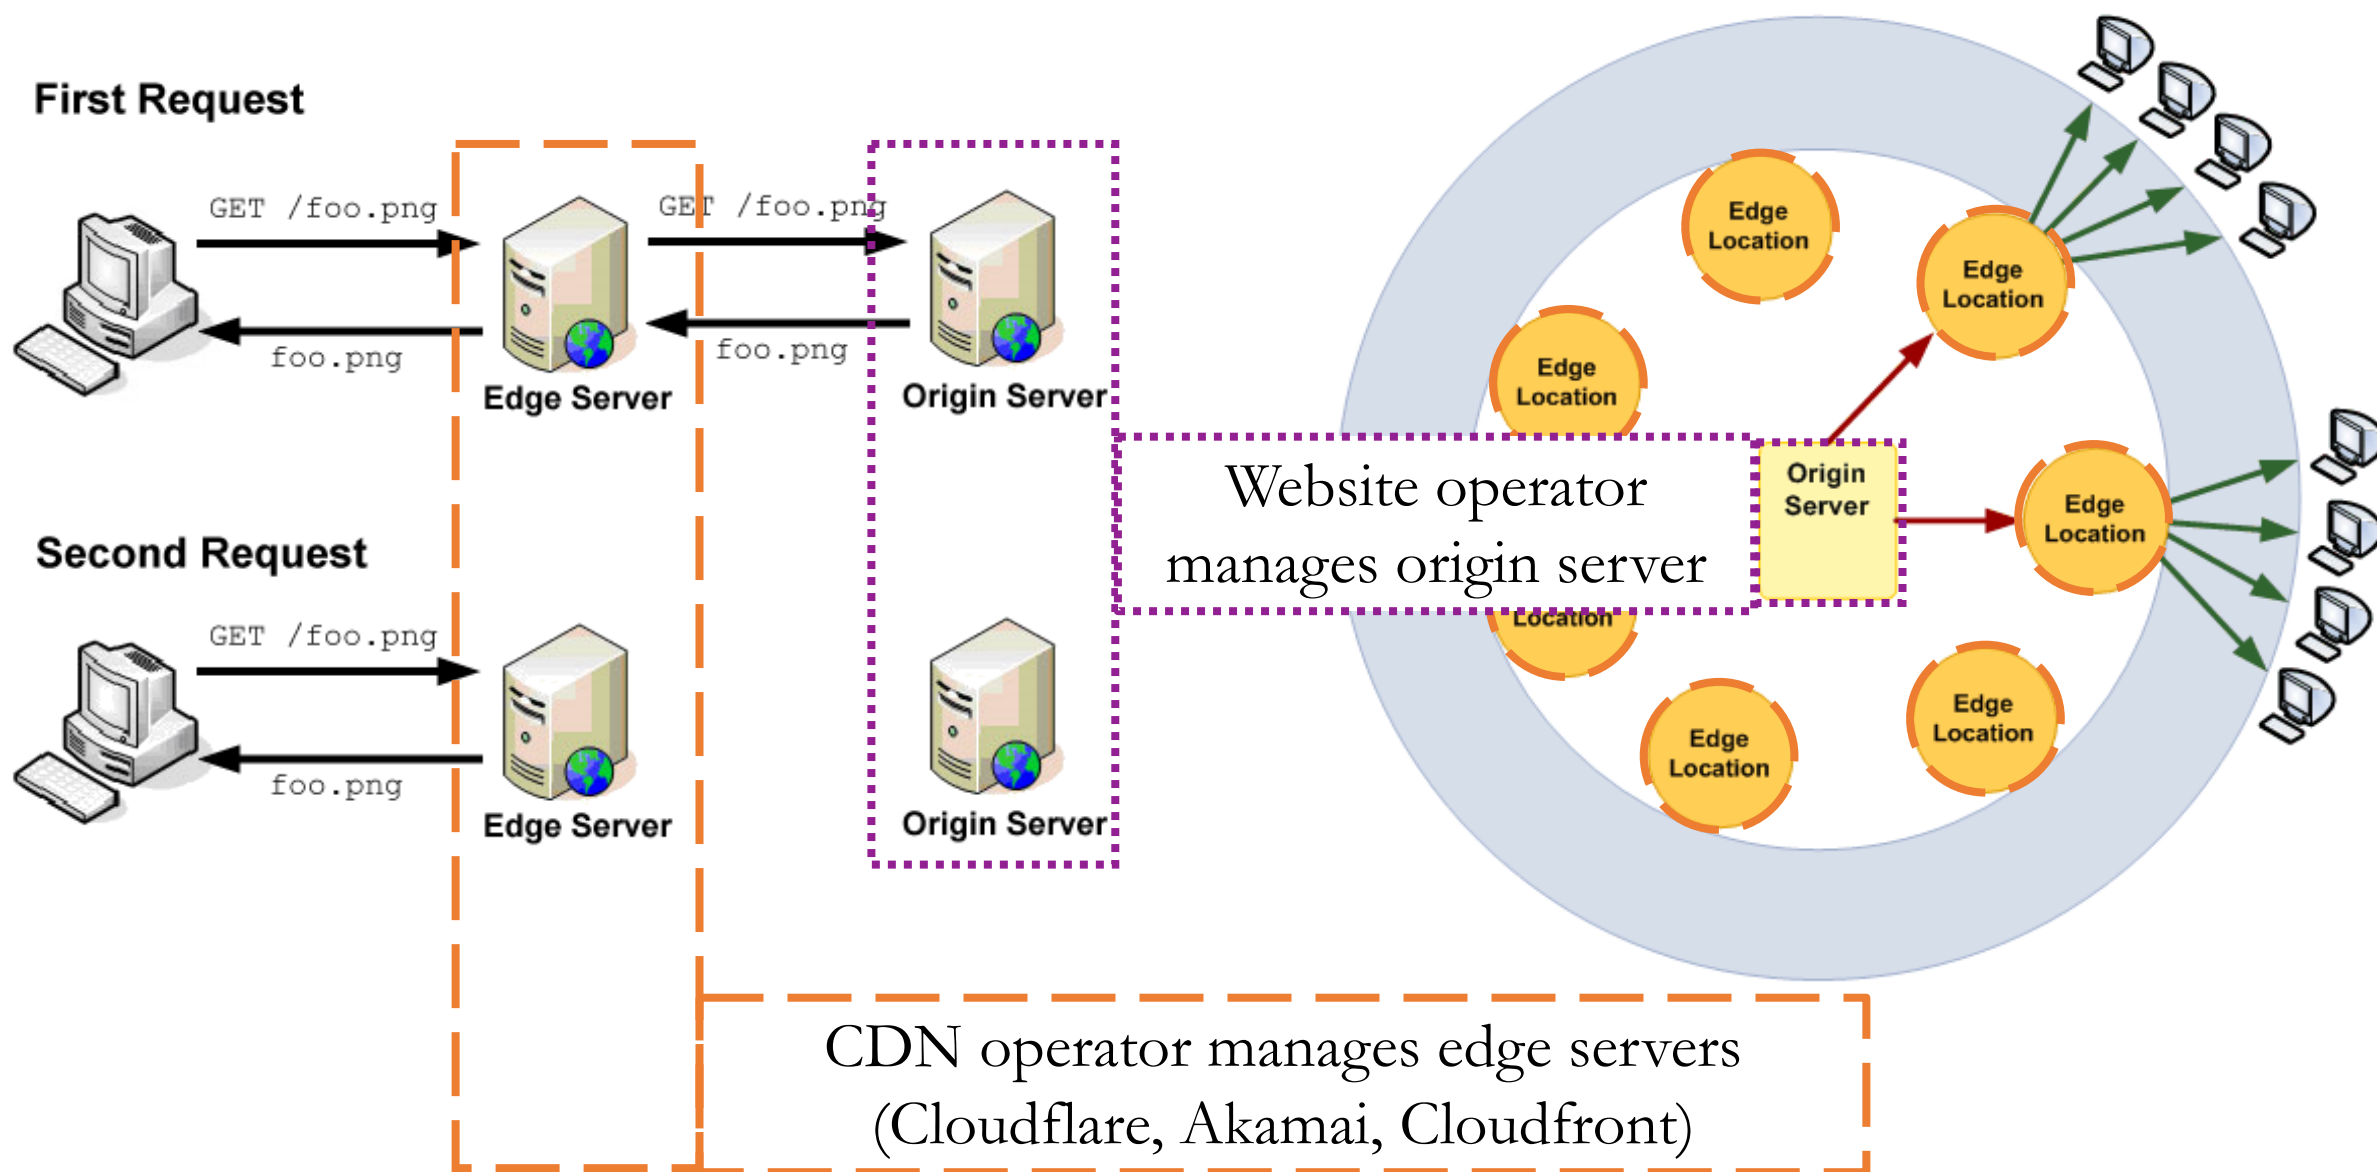 First Request
GET /foo.png
GET /foo.png
foo.png
foo.png
Edge Server
Origin Server
Second Request
GET /foo.png
foo.png
Edge Server
Origin Server
Edge
Location
Edge
Location
Edge
Location
Website operator
manages origin server
Origin
Server
Edge
Location
Location
Edge
Location
Edge
Location
CDN operator manages edge servers
(Cloudflare, Akamai, Cloudfront)